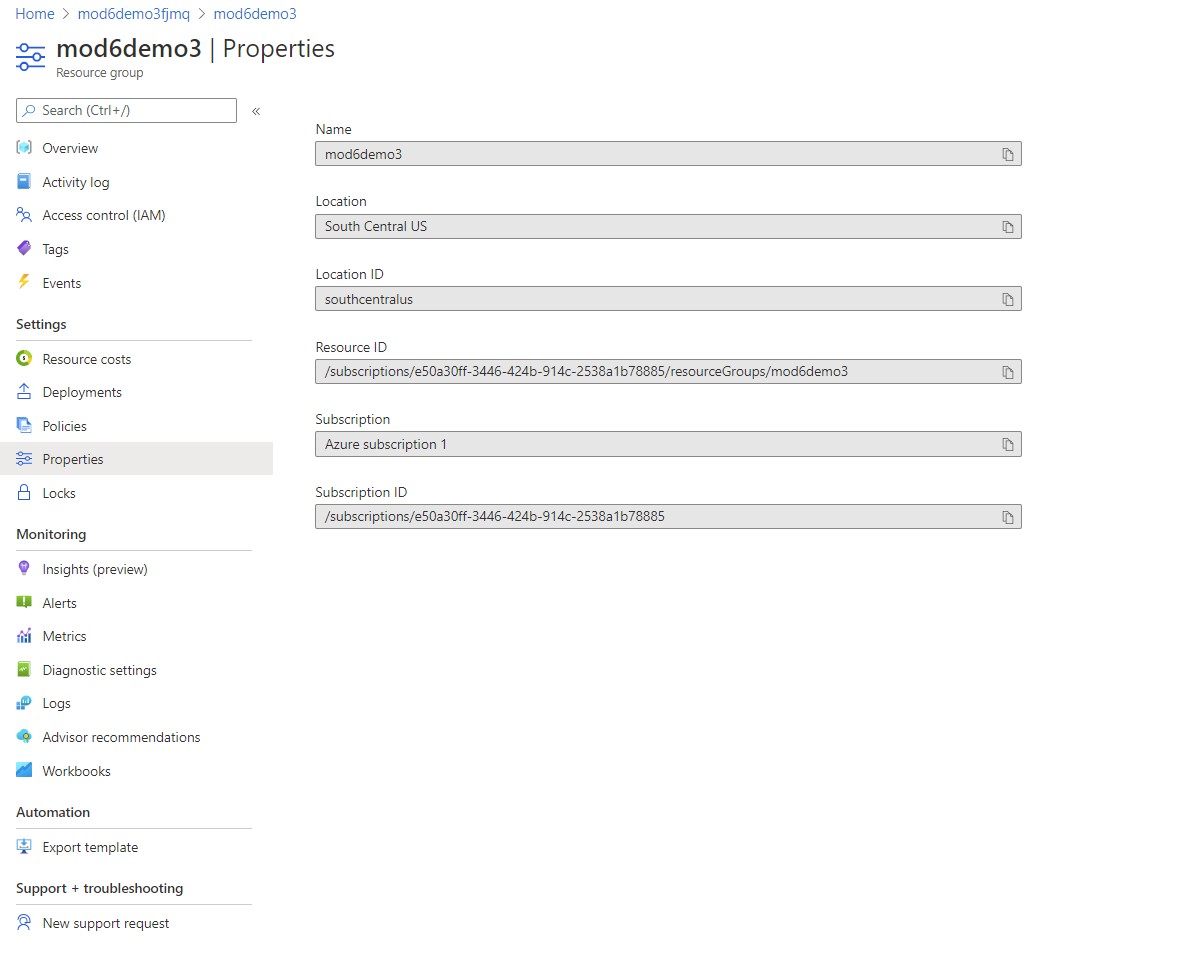 Home > mod6demo3fjmq > mod6demo3
mod6demo3 | Properties
Resource group
Search (Ctrl+/)
«
Overview
Activity log
Access control (IAM)
Tags
Events
Settings
Resource costs
Deployments
Policies
Properties
Locks
Monitoring
Insights (preview)
Alerts
Metrics
Diagnostic settings
Logs
Advisor recommendations
Workbooks
Automation
Export template
Support + troubleshooting
New support request
Name
mod6demo3
Location
South Central US
Location ID
southcentralus
Resource ID
/subscriptions/e50a30ff-3446-424b-914c-2538a1b78885/resourceGroups/mod6demo3
Subscription
Azure subscription 1
Subscription ID
/subscriptions/e50a30ff-3446-424b-914c-2538a1b78885